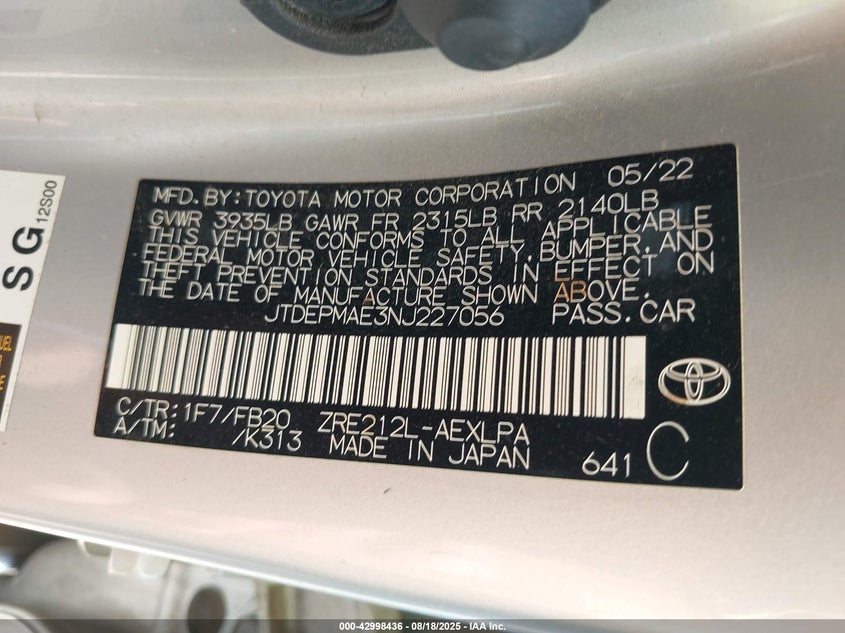 MFD. BY: TOYOTA MOTOR CORPORATION 05/22
GVWR 3935LB GAWR FR 2315LB RR 2140LB
THIS VEHICLE CONFORMS TO ALL APPLICABLE
FEDERAL MOTOR VEHICLE SAFETY, BUMPER, AND
THEFT PREVENTION STANDARDS IN EFFECT ON
THE DATE OF MANUFACTURE SHOWN ABOVE.
JTDEPMAE3NJ227056 PASS. CAR
C/TR: 1F7/FB20 ZRE212L-AEXLPA
A/TM: /K313 MADE IN JAPAN 641 C
SG 12S00
000-42998436 - 08/18/2025 - IAA Inc.